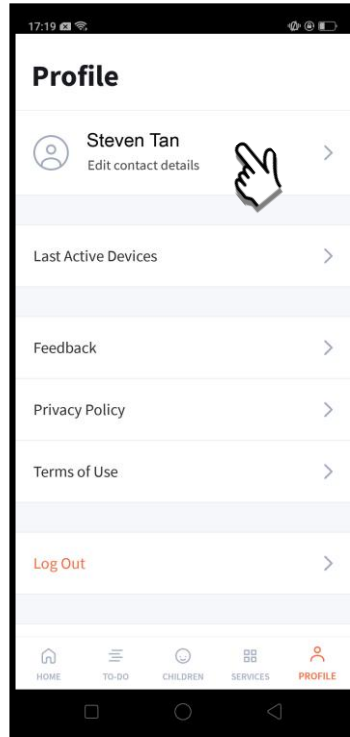 17:19
Profile
Steven Tan
Edit contact details
Last Active Devices
Feedback
Privacy Policy
Terms of Use
Log Out
HOME TO-DO CHILDREN SERVICES PROFILE